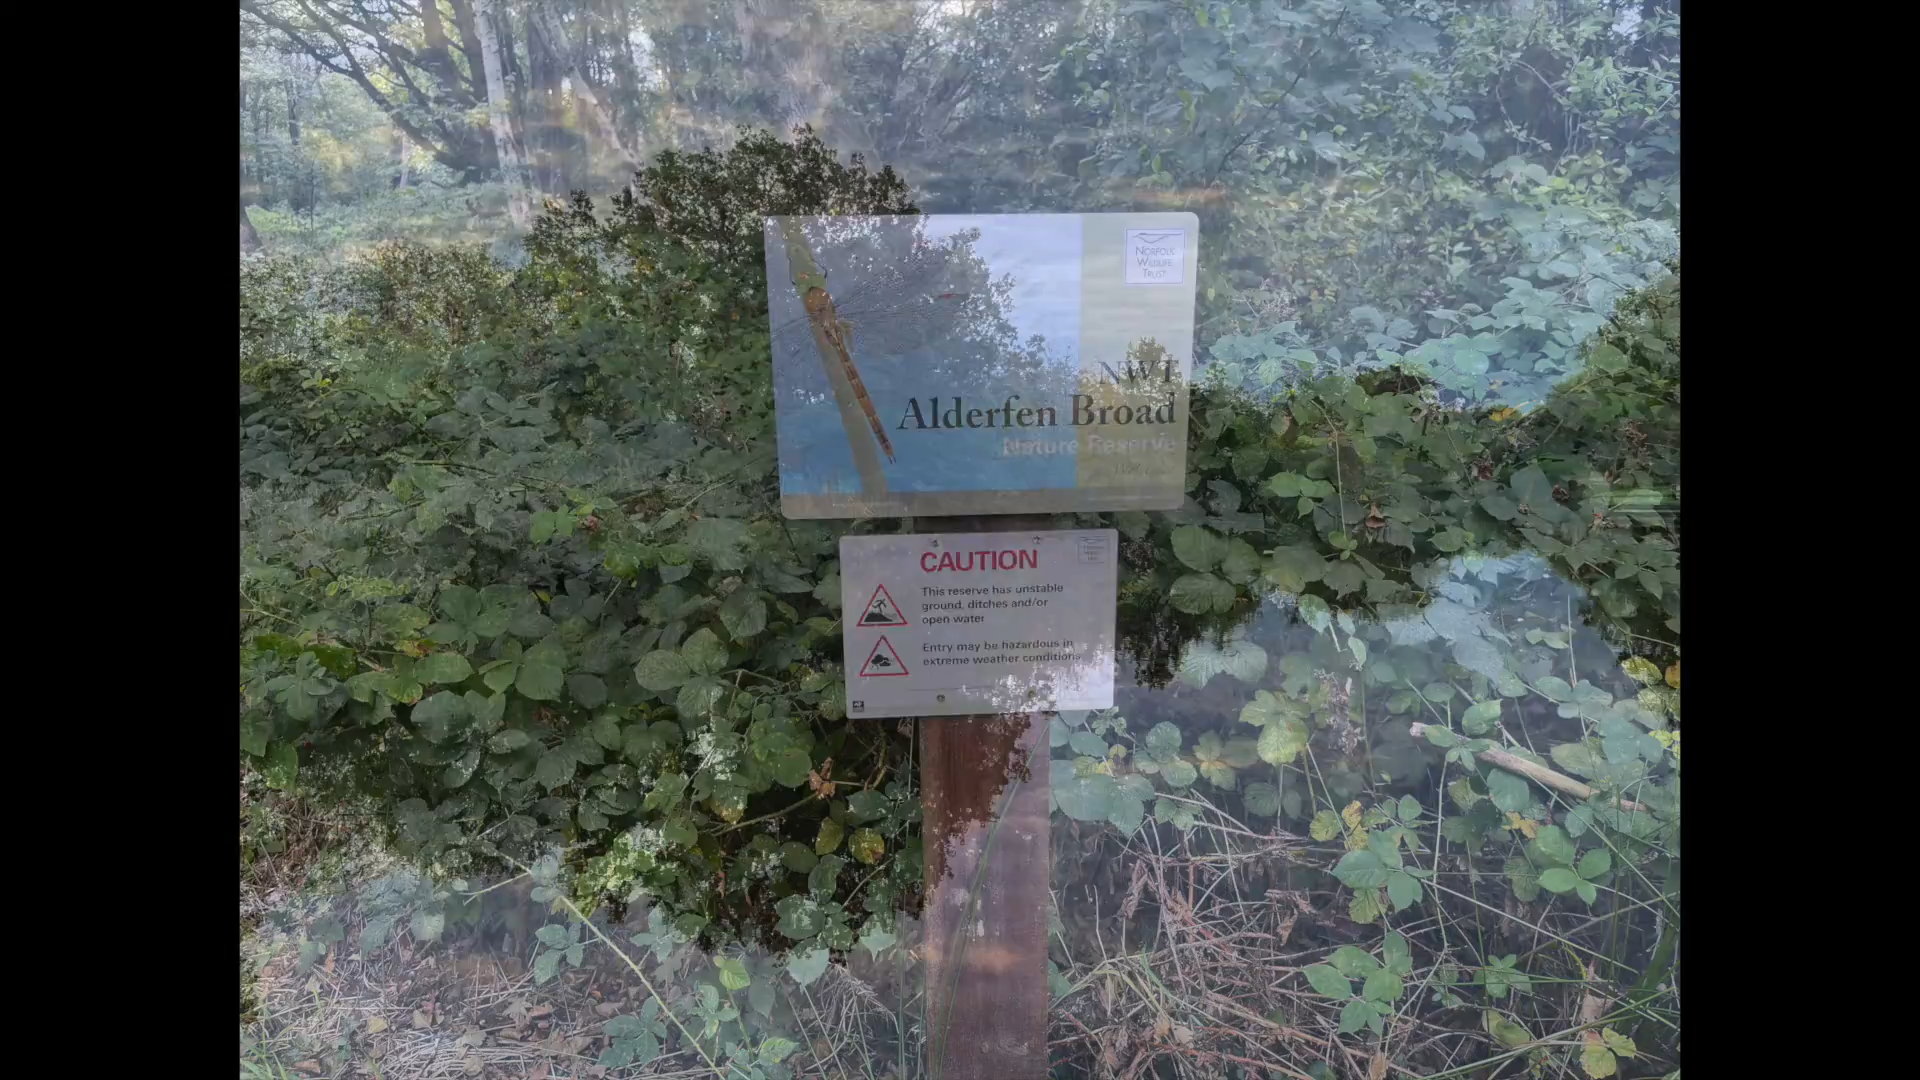 NORFOLK
WILDLIFE
TRUST
NWT
Alderfen Broad
Nature Reserve
CAUTION
This reserve has unstable
ground, ditches and/or
open water
Entry may be hazardous in
extreme weather conditions